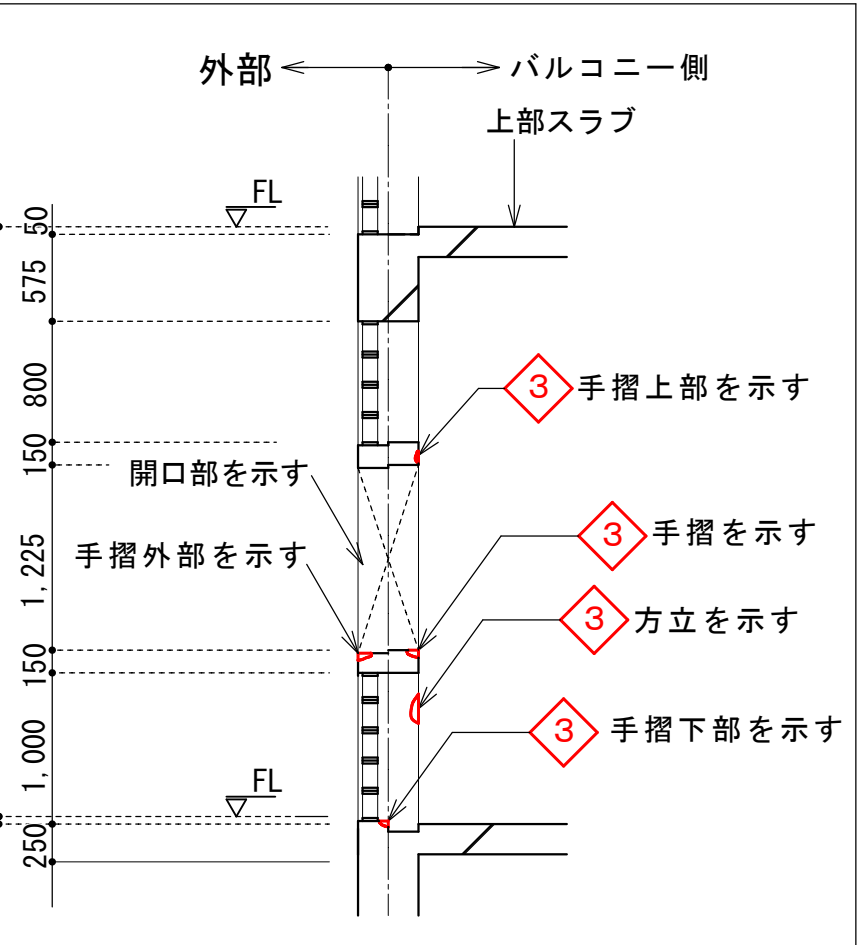 外部
バルコニー側
上部スラブ
FL
50
575
800
3 手摺上部を示す
150
開口部を示す
3 手摺を示す
手摺外部を示す
1,225
3 方立を示す
150
3 手摺下部を示す
1,000
FL
250